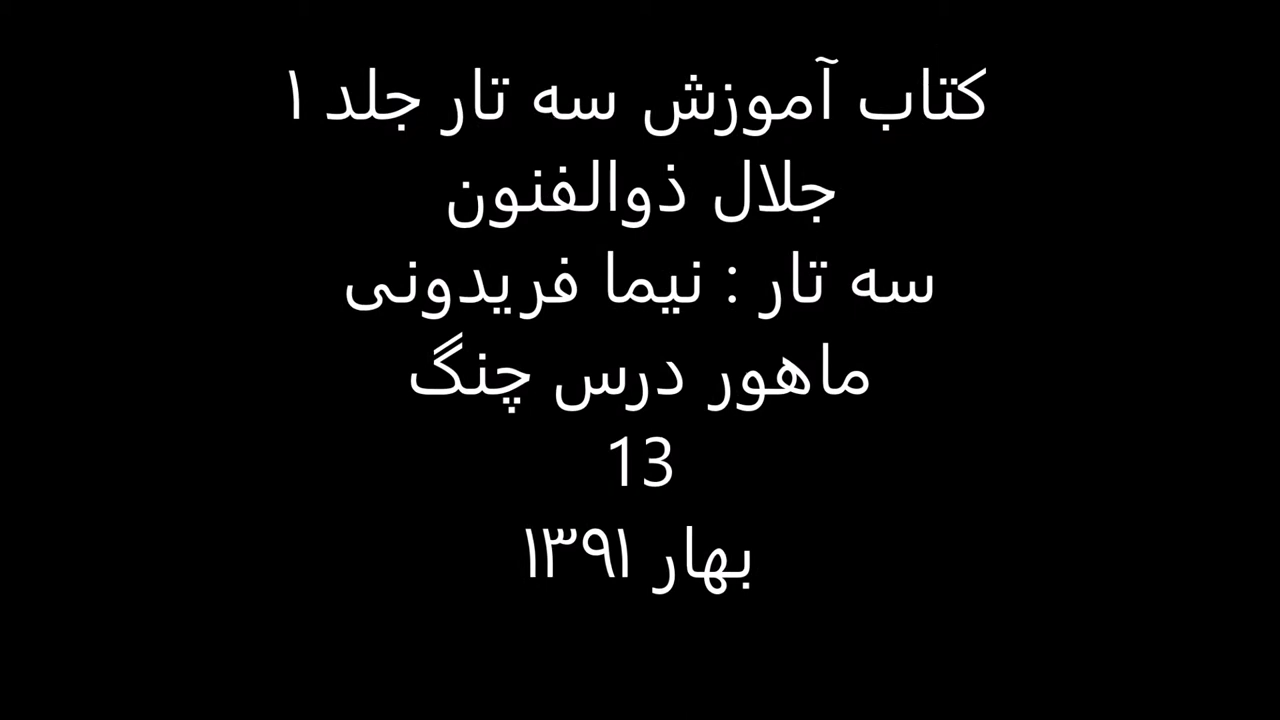 کتاب آموزش سه تار جلد ۱
جلال ذوالفنون
سه تار : نیما فریدونی
ماهور درس چنگ
13
بهار ۱۳۹۱